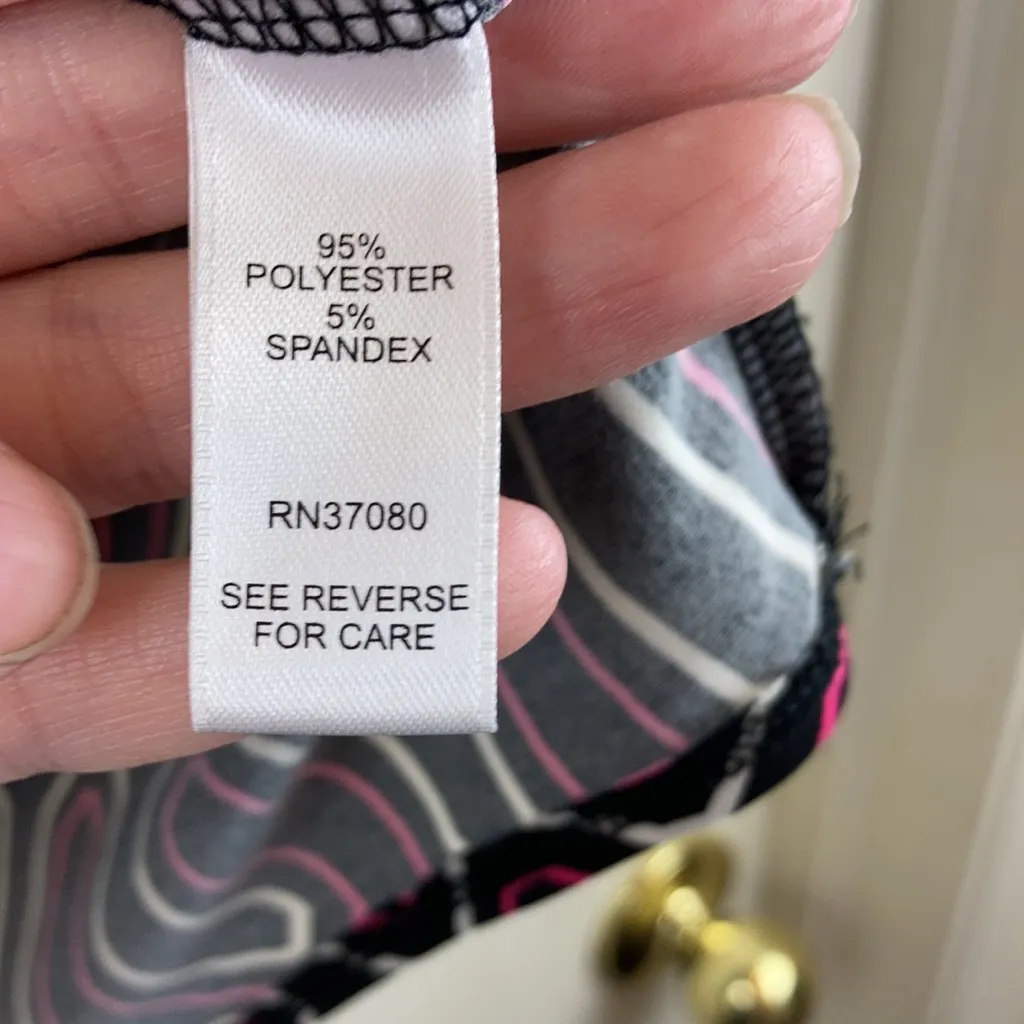 95%
POLYESTER
5%
SPANDEX
RN37080
SEE REVERSE
FOR CARE